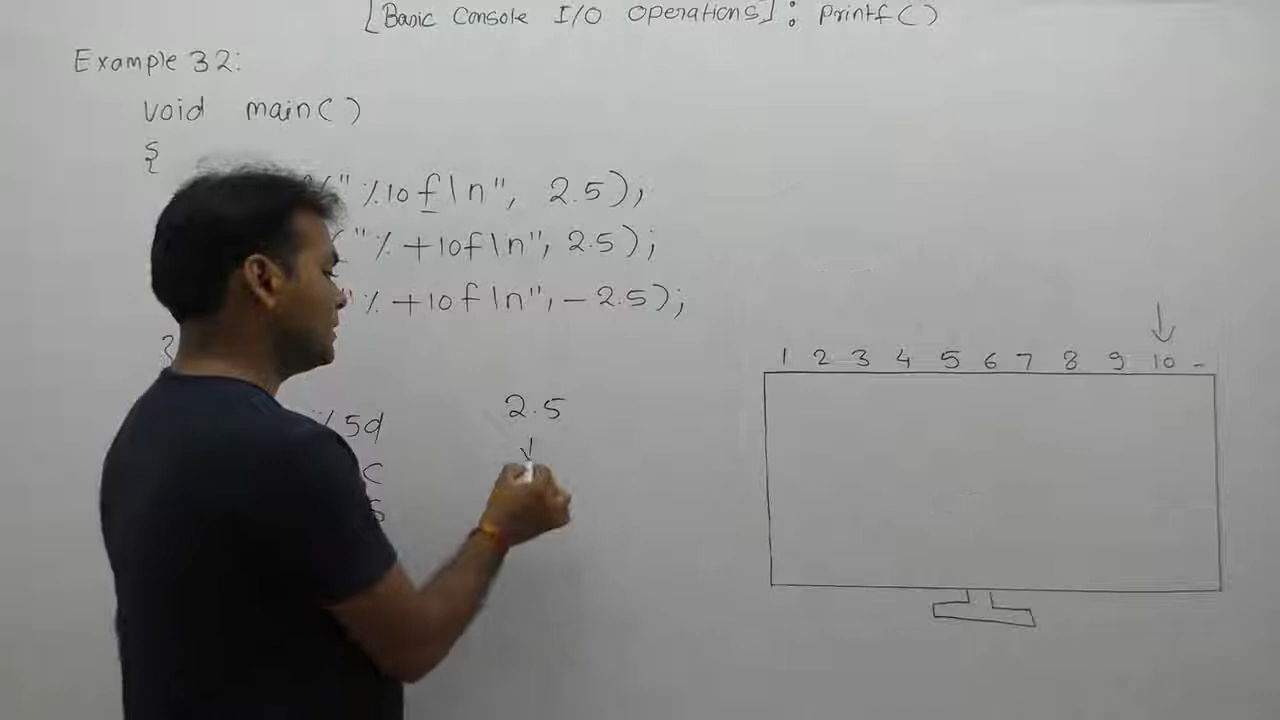 [Basic Console I/O Operations] : printf()
Example 32:
void main()
{
("%10f\n", 2.5);
("%+10f\n", 2.5);
"%+10f\n", -2.5);
}
1 2 3 4 5 6 7 8 9 10 -
%5d
2.5
c
s